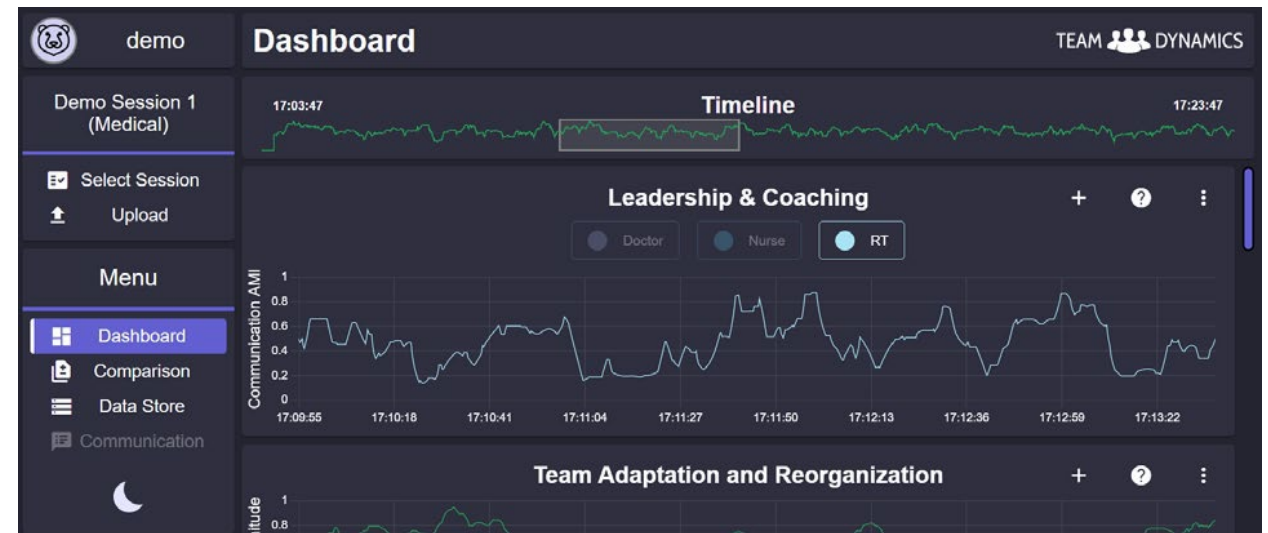 demo
Dashboard
TEAM DYNAMICS
Demo Session 1
(Medical)
Select Session
Upload
Menu
Dashboard
Comparison
Data Store
Communication
17:03:47
Timeline
17:23:47
Leadership & Coaching
+
?
Doctor
Nurse
RT
Communication AMI
1
0.8
0.6
0.4
0.2
0
17:09:55
17:10:18
17:10:41
17:11:04
17:11:27
17:11:50
17:12:13
17:12:36
17:12:59
17:13:22
Team Adaptation and Reorganization
+
?
1
0.8